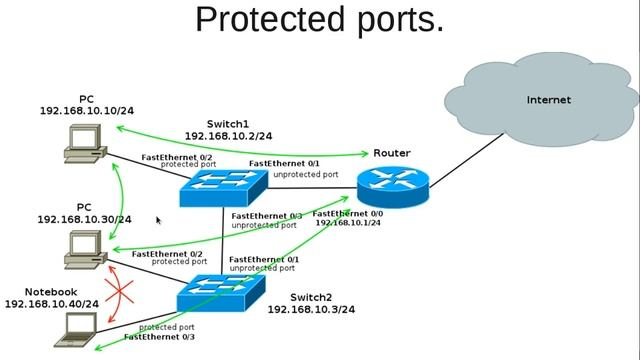 Protected ports.
PC
192.168.10.10/24
Switch1
192.168.10.2/24
Internet
Router
FastEthernet 0/2
protected port
FastEthernet 0/1
unprotected port
PC
192.168.10.30/24
FastEthernet 0/3
unprotected port
FastEthernet 0/0
192.168.10.1/24
FastEthernet 0/2
protected port
FastEthernet 0/1
unprotected port
Notebook
192.168.10.40/24
Switch2
192.168.10.3/24
protected port
FastEthernet 0/3